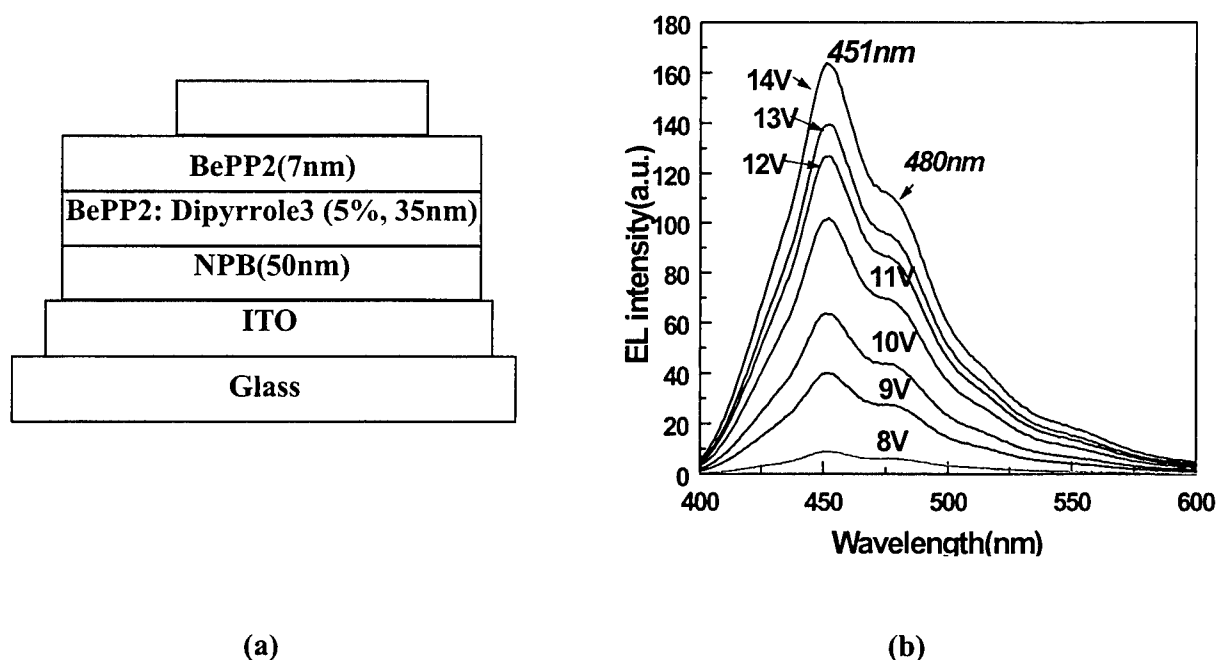 BePP2(7nm)
BePP2: Dipyrrole3 (5%, 35nm)
NPB(50nm)
ITO
Glass
(a)
180
160
140
120
100
80
60
40
20
0
EL intensity(a.u.)
451nm
480nm
14V
13V
12V
11V
10V
9V
8V
400
450
500
550
600
Wavelength(nm)
(b)